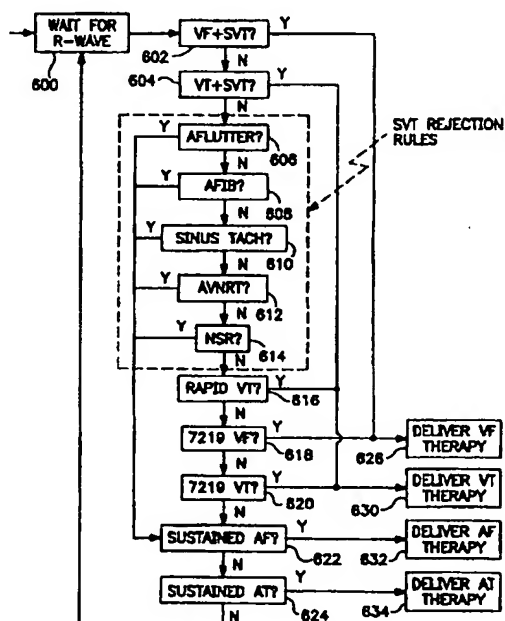 WAIT FOR
R-WAVE
600
VF+SVT?
Y
602
N
604
VT+SVT?
Y
N
SVT REJECTION
RULES
Y
AFLUTTER?
606
N
Y
AFIB?
608
N
Y
SINUS TACH?
610
N
Y
AVNRT?
612
N
Y
NSR?
614
N
RAPID VT?
Y
616
N
7219 VF?
Y
618
DELIVER VF
THERAPY
626
N
7219 VT?
Y
620
DELIVER VT
THERAPY
630
N
SUSTAINED AF?
Y
622
DELIVER AF
THERAPY
632
N
SUSTAINED AT?
Y
624
DELIVER AT
THERAPY
634
N